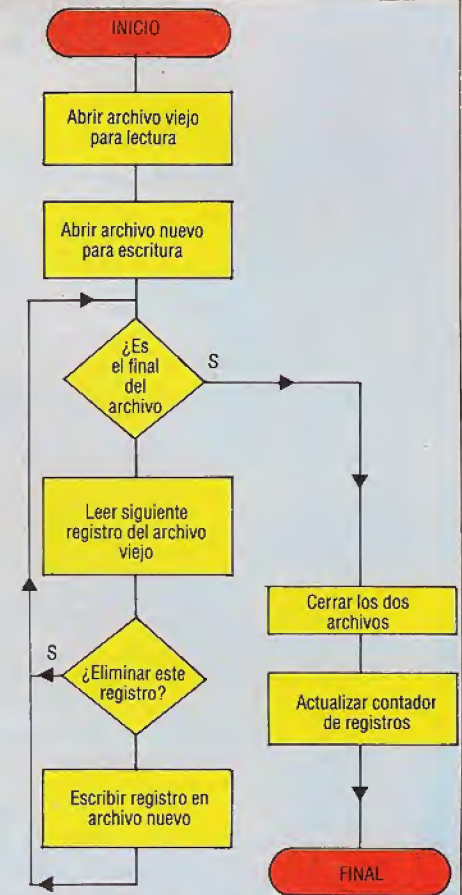 INICIO
Abrir archivo viejo
para lectura
Abrir archivo nuevo
para escritura
¿Es
el final
del
archivo
S
Leer siguiente
registro del archivo
viejo
S
¿Eliminar este
registro?
Escribir registro en
archivo nuevo
Cerrar los dos
archivos
Actualizar contador
de registros
FINAL